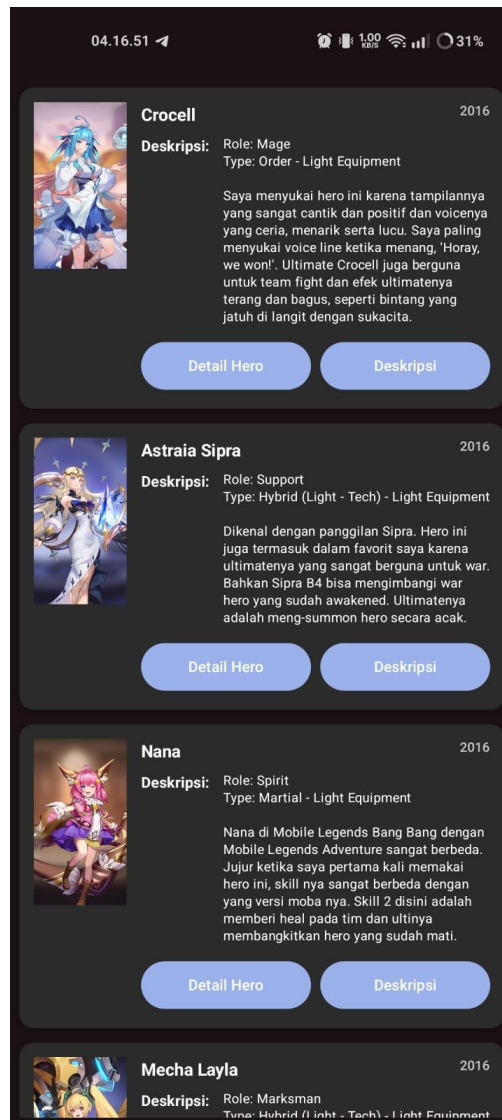 04.16.51
1.00 KB/S
31%
Crocell
2016
Deskripsi:
Role: Mage
Type: Order - Light Equipment
Saya menyukai hero ini karena tampilannya
yang sangat cantik dan positif dan voicenya
yang ceria, menarik serta lucu. Saya paling
menyukai voice line ketika menang, 'Horay,
we won!'. Ultimate Crocell juga berguna
untuk team fight dan efek ultimatenya
terang dan bagus, seperti bintang yang
jatuh di langit dengan sukacita.
Detail Hero
Deskripsi
Astraia Sipra
2016
Deskripsi:
Role: Support
Type: Hybrid (Light - Tech) - Light Equipment
Dikenal dengan panggilan Sipra. Hero ini
juga termasuk dalam favorit saya karena
ultimatenya yang sangat berguna untuk war.
Bahkan Sipra B4 bisa mengimbangi war
hero yang sudah awakened. Ultimatenya
adalah meng-summon hero secara acak.
Detail Hero
Deskripsi
Nana
2016
Deskripsi:
Role: Spirit
Type: Martial - Light Equipment
Nana di Mobile Legends Bang Bang dengan
Mobile Legends Adventure sangat berbeda.
Jujur ketika saya pertama kali memakai
hero ini, skill nya sangat berbeda dengan
yang versi moba nya. Skill 2 disini adalah
memberi heal pada tim dan ultinya
membangkitkan hero yang sudah mati.
Detail Hero
Deskripsi
Mecha Layla
2016
Deskripsi:
Role: Marksman
Type: Hybrid (Light - Tech) - Light Equipment